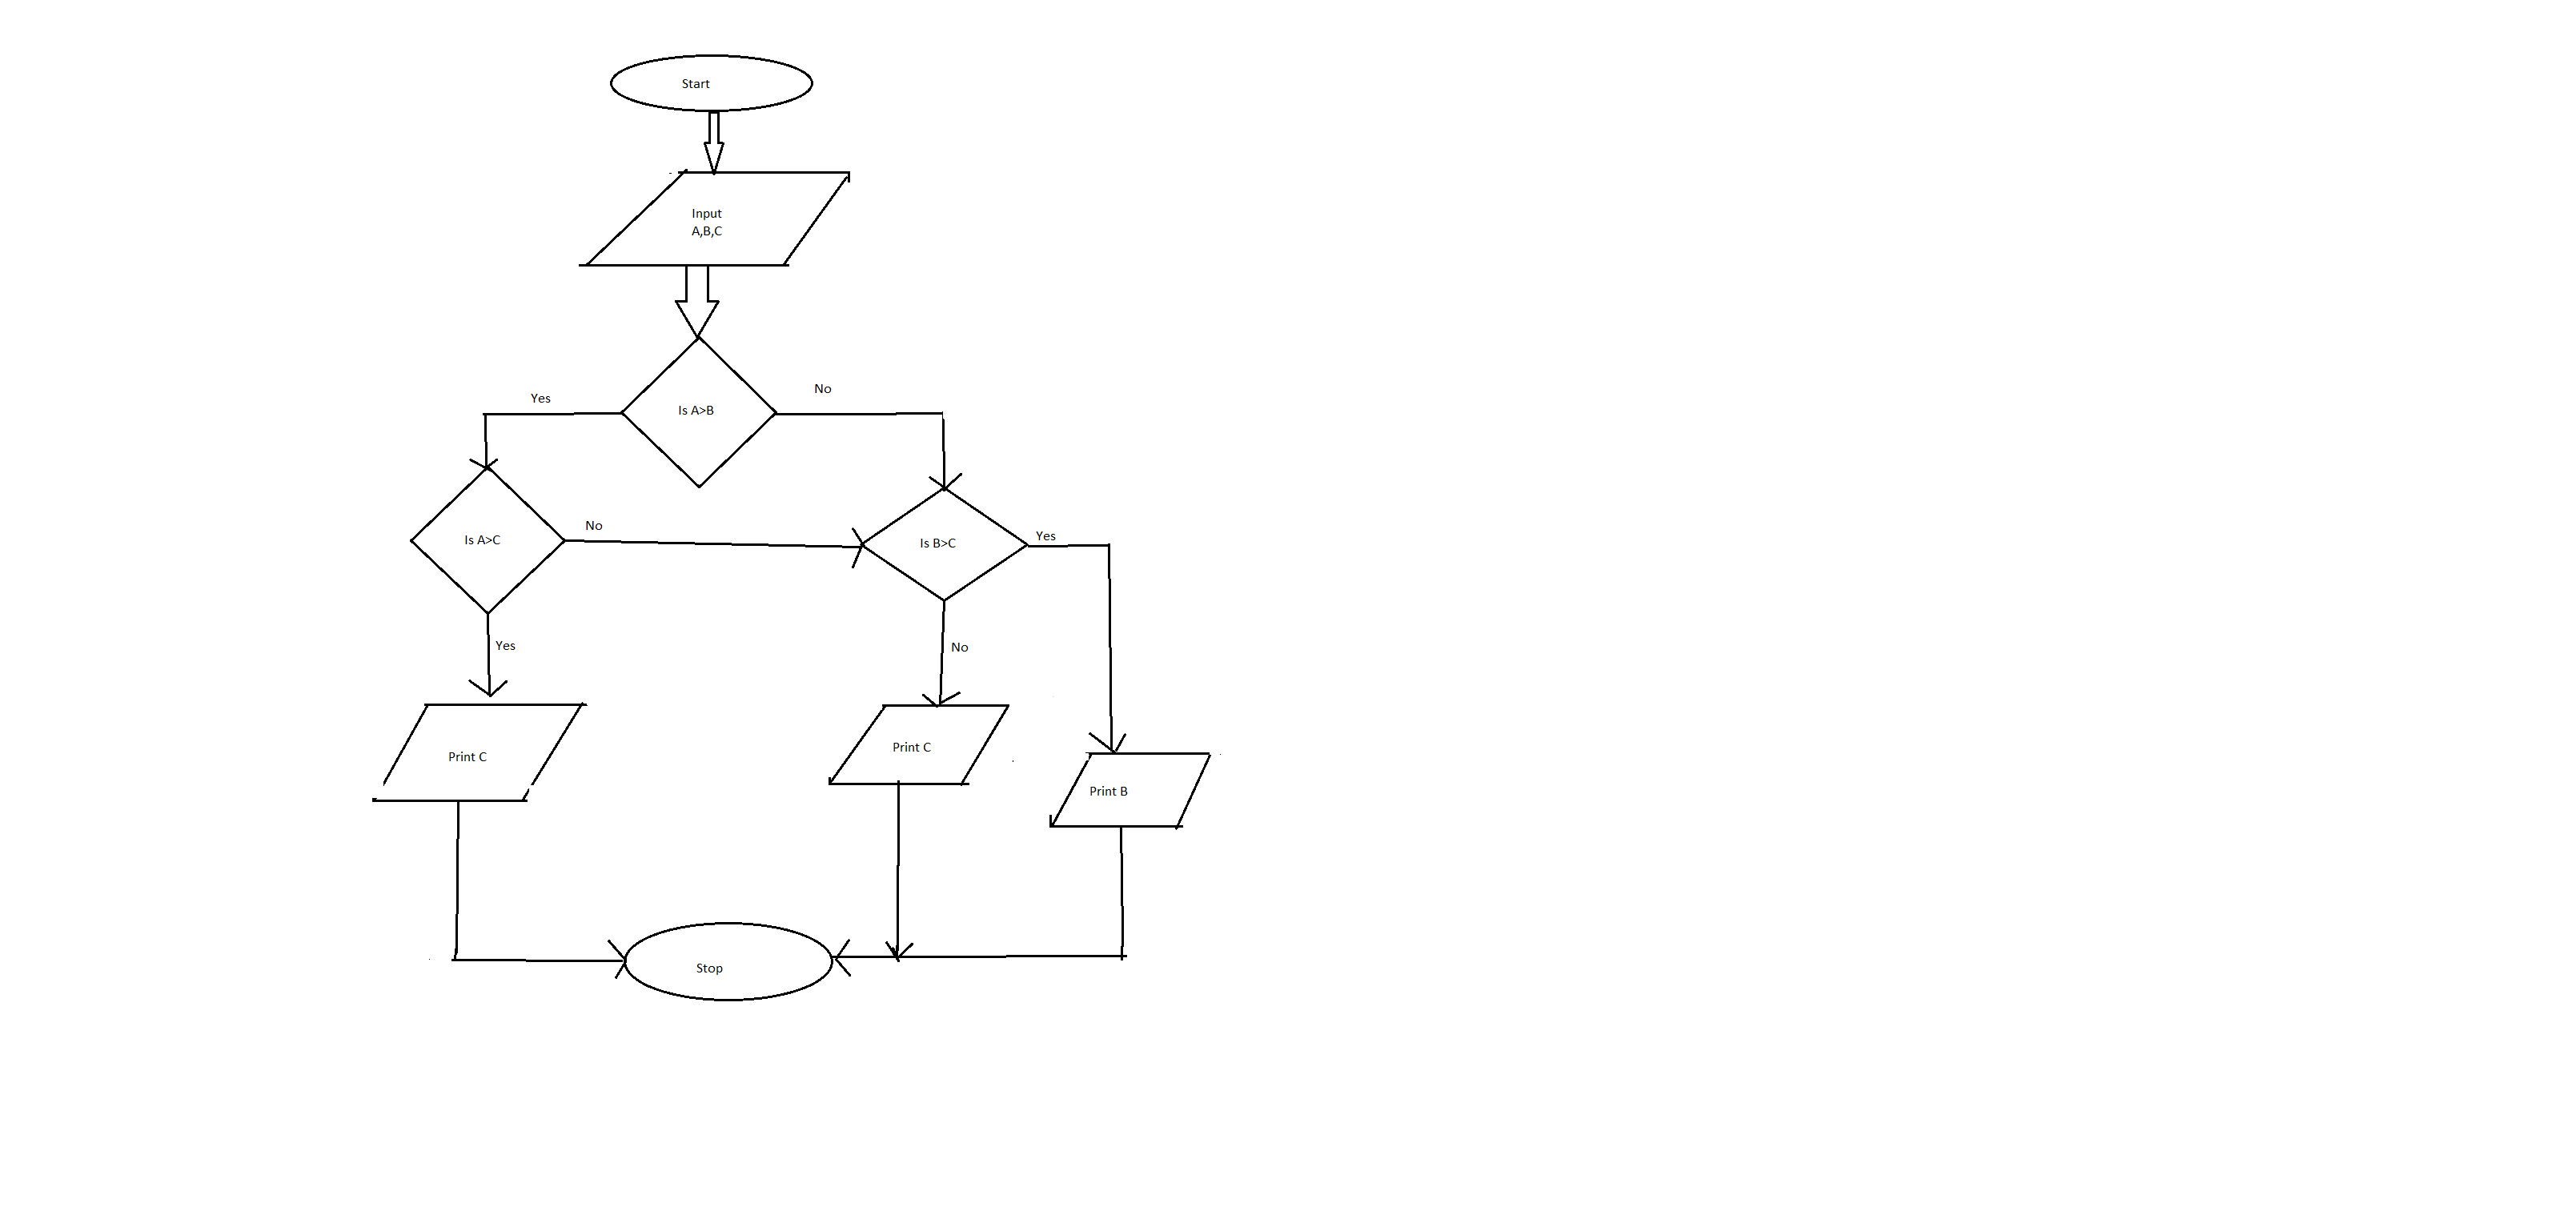 Start
Input
A,B,C
Is A>B
Yes
No
Is A>C
No
Is B>C
Yes
Yes
No
Print C
Print C
Print B
Stop